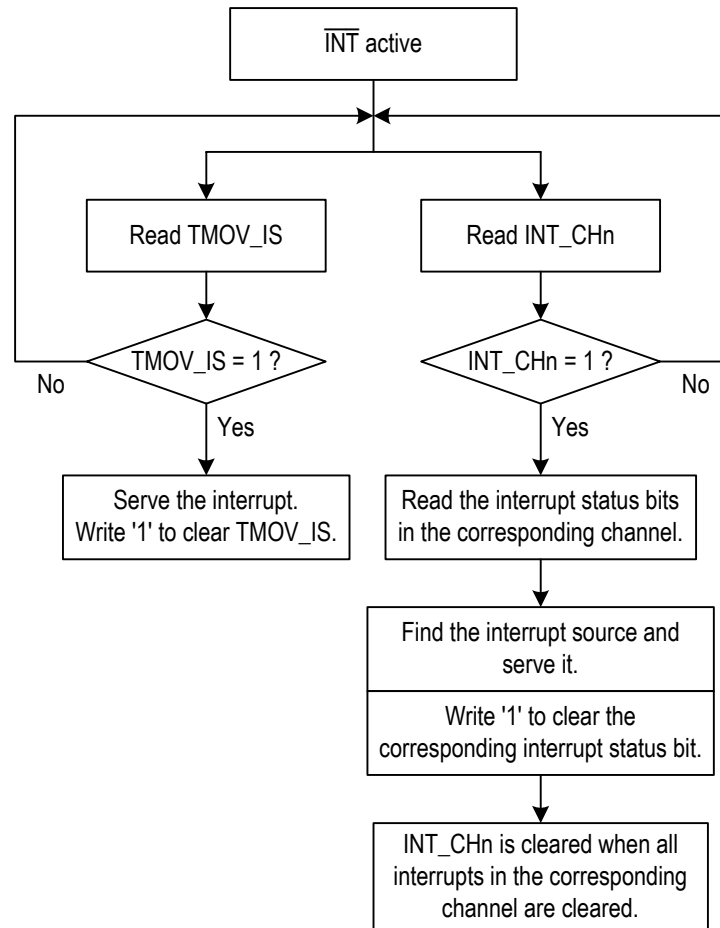 INT active
Read TMOV_IS
Read INT_CHn
TMOV_IS = 1 ?
INT_CHn = 1 ?
No
No
Yes
Yes
Serve the interrupt.
Write '1' to clear TMOV_IS.
Read the interrupt status bits
in the corresponding channel.
Find the interrupt source and
serve it.
Write '1' to clear the
corresponding interrupt status bit.
INT_CHn is cleared when all
interrupts in the corresponding
channel are cleared.